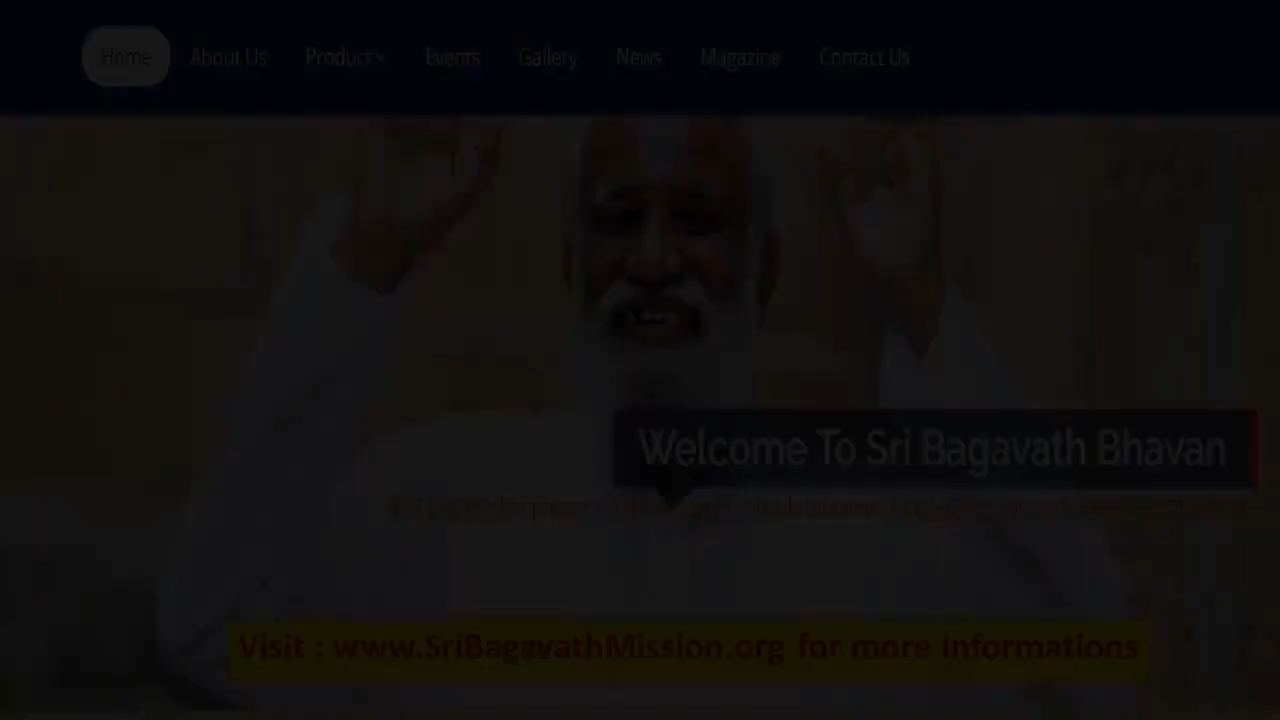 Home About Us Products Events Gallery News Magazine Contact Us
Welcome To Sri Bagavath Bhavan
Visit : www.SriBagavathMission.org for more informations